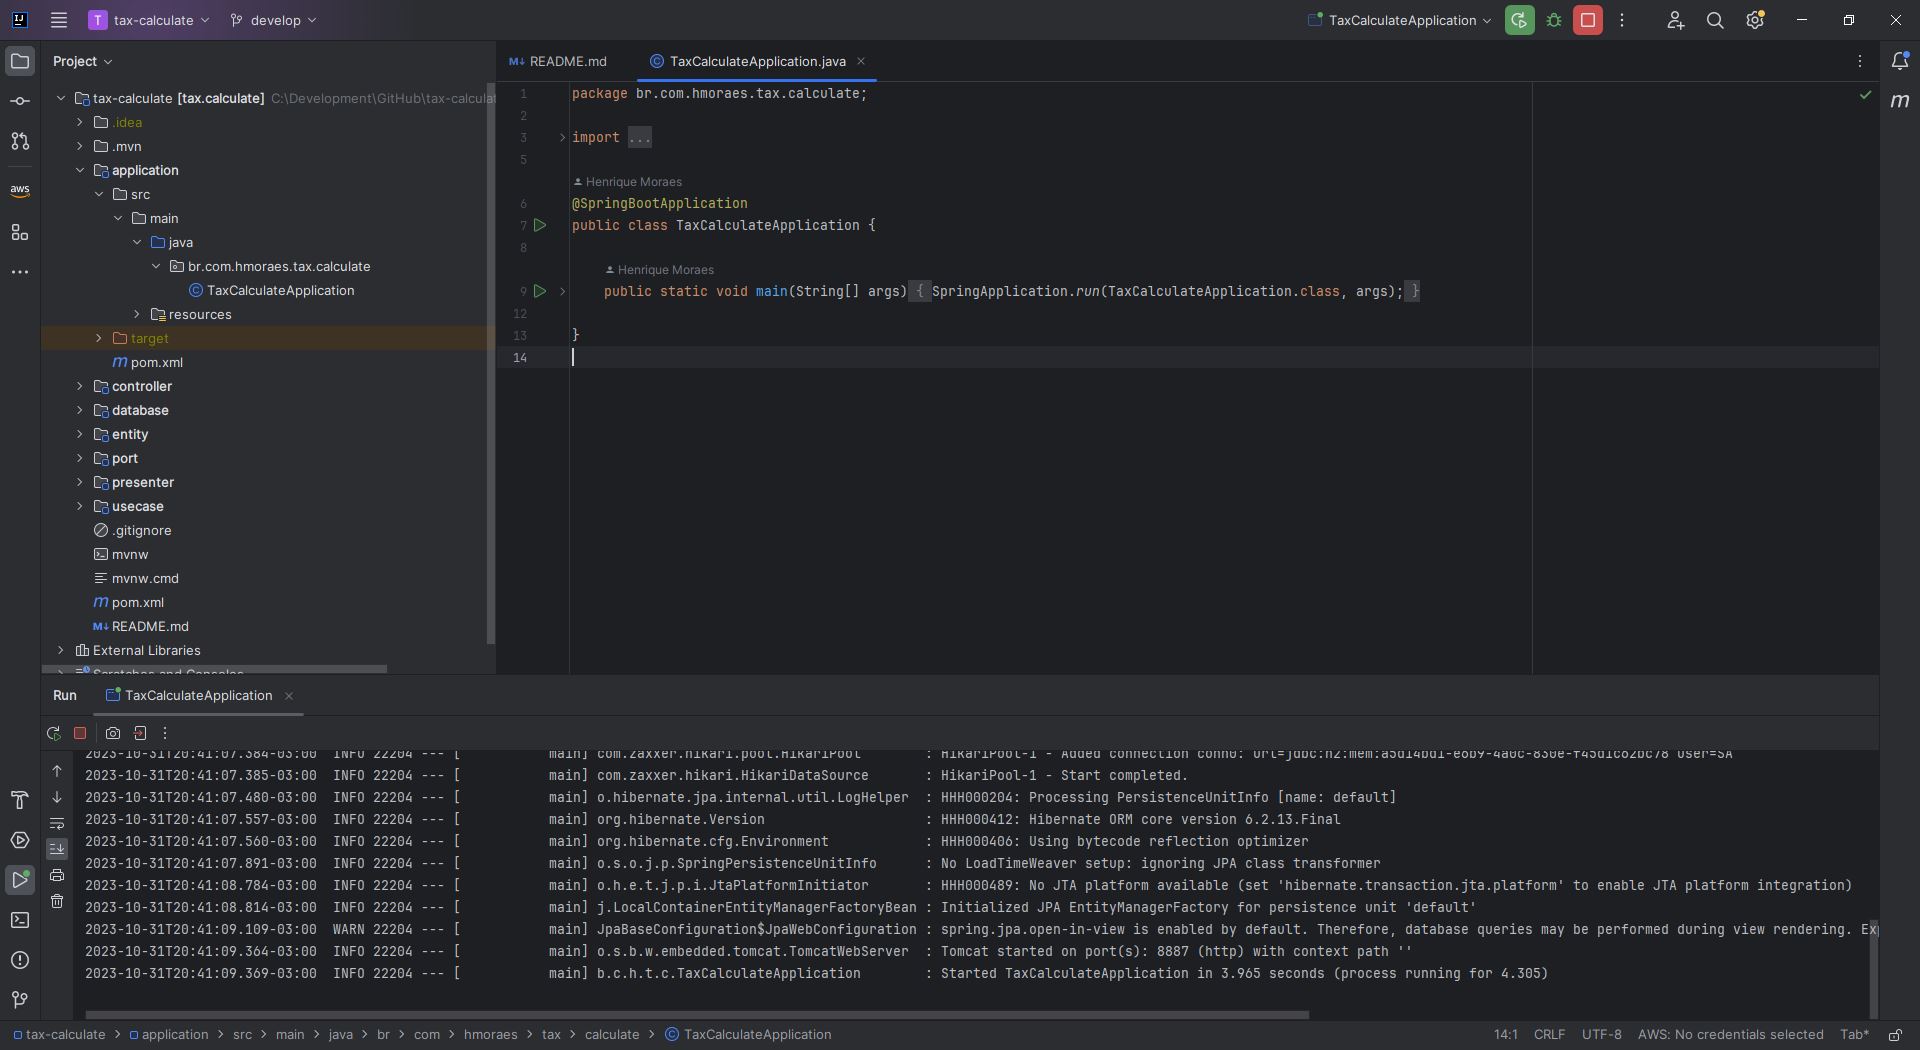 T tax-calculate develop TaxCalculateApplication
Project
README.md TaxCalculateApplication.java
tax-calculate [tax.calculate] C:\Development\GitHub\tax-calcula
.idea
.mvn
application
src
main
java
br.com.hmoraes.tax.calculate
TaxCalculateApplication
resources
target
pom.xml
controller
database
entity
port
presenter
usecase
.gitignore
mvnw
mvnw.cmd
pom.xml
README.md
External Libraries
Scratches and Consoles
aws
1 package br.com.hmoraes.tax.calculate;
2
3 import ...
5
Henrique Moraes
6 @SpringBootApplication
7 public class TaxCalculateApplication {
8
Henrique Moraes
9 public static void main(String[] args) { SpringApplication.run(TaxCalculateApplication.class, args); }
12
13 }
14
Run TaxCalculateApplication
2023-10-31T20:41:07.384-03:00 INFO 22204 --- [ main] com.zaxxer.hikari.pool.HikariPool : HikariPool-1 - Added connection conn0: url=jdbc:h2:mem: user=SA
2023-10-31T20:41:07.385-03:00 INFO 22204 --- [ main] com.zaxxer.hikari.HikariDataSource : HikariPool-1 - Start completed.
2023-10-31T20:41:07.480-03:00 INFO 22204 --- [ main] o.hibernate.jpa.internal.util.LogHelper : HHH000204: Processing PersistenceUnitInfo [name: default]
2023-10-31T20:41:07.557-03:00 INFO 22204 --- [ main] org.hibernate.Version : HHH000412: Hibernate ORM core version 6.2.13.Final
2023-10-31T20:41:07.560-03:00 INFO 22204 --- [ main] org.hibernate.cfg.Environment : HHH000406: Using bytecode reflection optimizer
2023-10-31T20:41:07.891-03:00 INFO 22204 --- [ main] o.s.o.j.p.SpringPersistenceUnitInfo : No LoadTimeWeaver setup: ignoring JPA class transformer
2023-10-31T20:41:08.784-03:00 INFO 22204 --- [ main] o.h.e.t.j.p.i.JtaPlatformInitiator : HHH000489: No JTA platform available (set 'hibernate.transaction.jta.platform' to enable JTA platform integration)
2023-10-31T20:41:08.814-03:00 INFO 22204 --- [ main] j.LocalContainerEntityManagerFactoryBean : Initialized JPA EntityManagerFactory for persistence unit 'default'
2023-10-31T20:41:09.109-03:00 WARN 22204 --- [ main] JpaBaseConfiguration$JpaWebConfiguration : spring.jpa.open-in-view is enabled by default. Therefore, database queries may be performed during view rendering. Ex
2023-10-31T20:41:09.364-03:00 INFO 22204 --- [ main] o.s.b.w.embedded.tomcat.TomcatWebServer : Tomcat started on port(s): 8887 (http) with context path ''
2023-10-31T20:41:09.369-03:00 INFO 22204 --- [ main] b.c.h.t.c.TaxCalculateApplication : Started TaxCalculateApplication in 3.965 seconds (process running for 4.305)
tax-calculate > application > src > main > java > br > com > hmoraes > tax > calculate > TaxCalculateApplication 14:1 CRLF UTF-8 AWS: No credentials selected Tab*